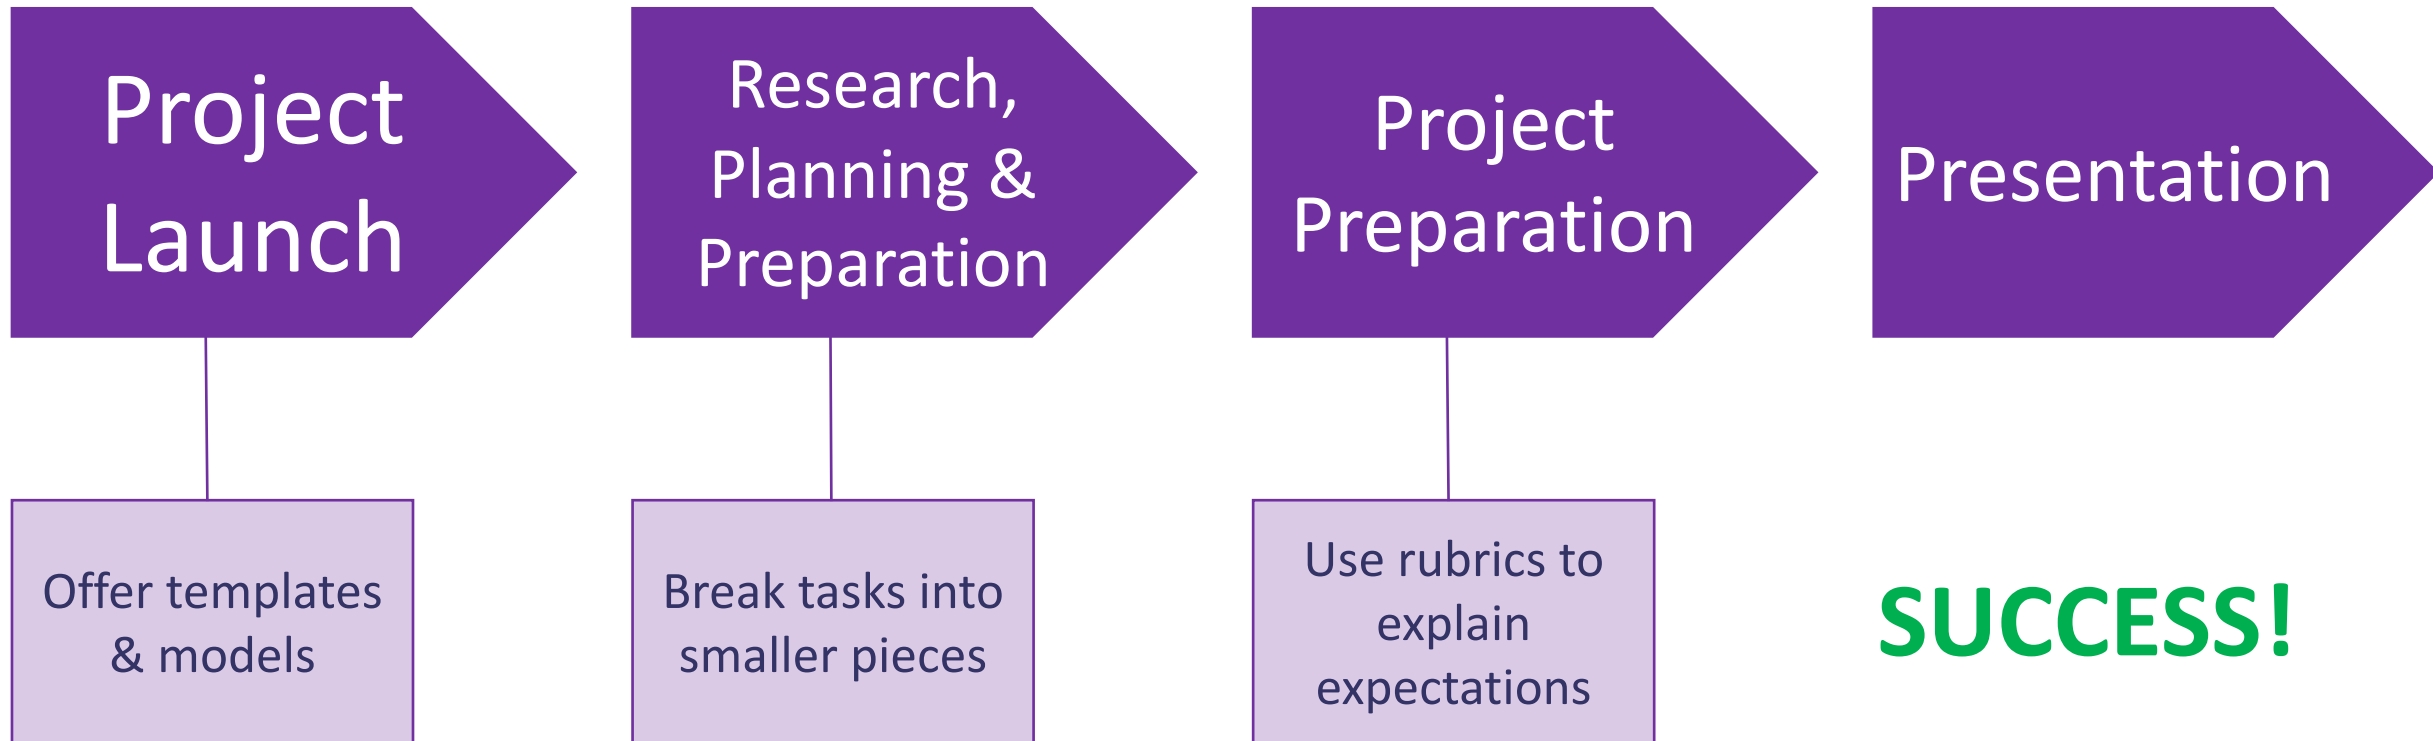 Project
Launch
Research,
Planning &
Preparation
Project
Preparation
Presentation
Offer templates
& models
Break tasks into
smaller pieces
Use rubrics to
explain
expectations
SUCCESS!